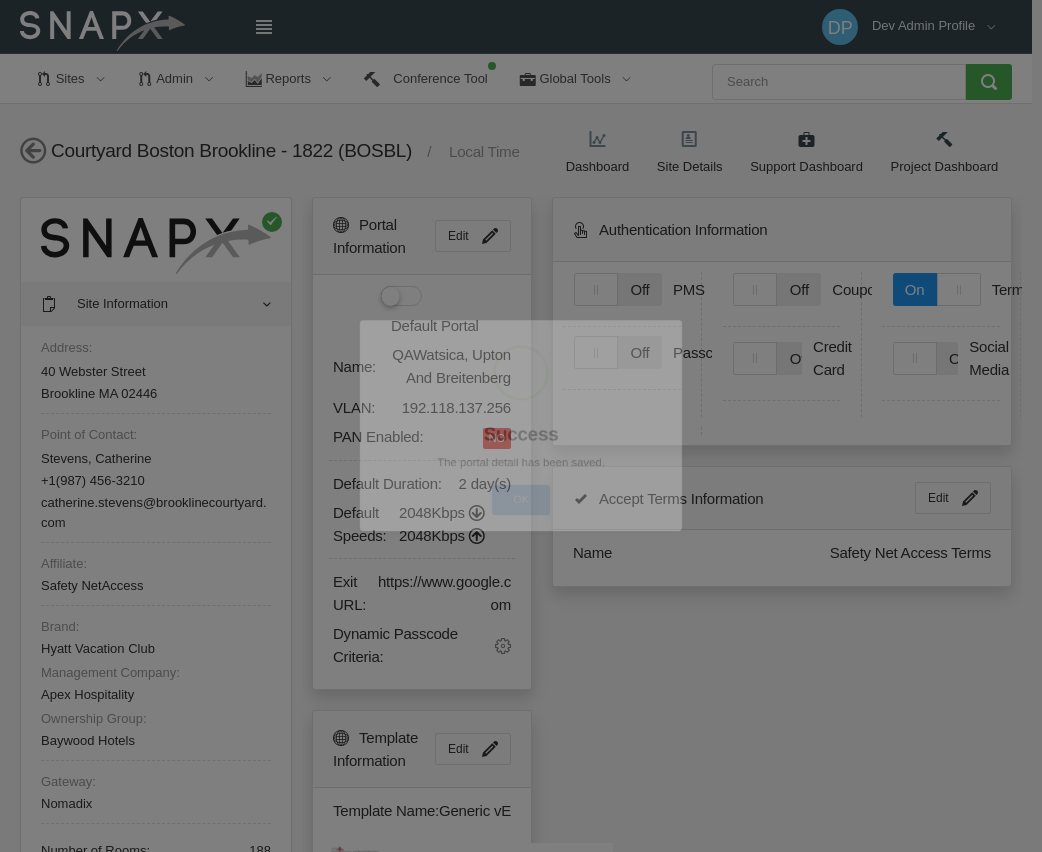 SNAPX
DP
Dev Admin Profile
Sites
Admin
Reports
Conference Tool
Global Tools
Search
Courtyard Boston Brookline - 1822 (BOSBL)
/
Local Time
Dashboard
Site Details
Support Dashboard
Project Dashboard
SNAPX
Site Information
Address:
40 Webster Street
Brookline MA 02446
Point of Contact:
Stevens, Catherine
+1(987) 456-3210
catherine.stevens@brooklinecourtyard.
com
Affiliate:
Safety NetAccess
Brand:
Hyatt Vacation Club
Management Company:
Apex Hospitality
Ownership Group:
Baywood Hotels
Gateway:
Nomadix
Number of Rooms: 188
Portal
Information
Edit
Default Portal
Name: QAWatsica, Upton
And Breitenberg
VLAN: 192.118.137.256
PAN Enabled: NO
Default Duration: 2 day(s)
Default 2048Kbps
Speeds: 2048Kbps
Exit https://www.google.c
URL: om
Dynamic Passcode
Criteria:
Template
Information
Edit
Template Name:Generic vE
Authentication Information
Off PMS
Off Coupc
On Term
Off Passc
O Credit
Card
C Social
Media
Success
The portal detail has been saved.
OK
Accept Terms Information
Edit
Name Safety Net Access Terms